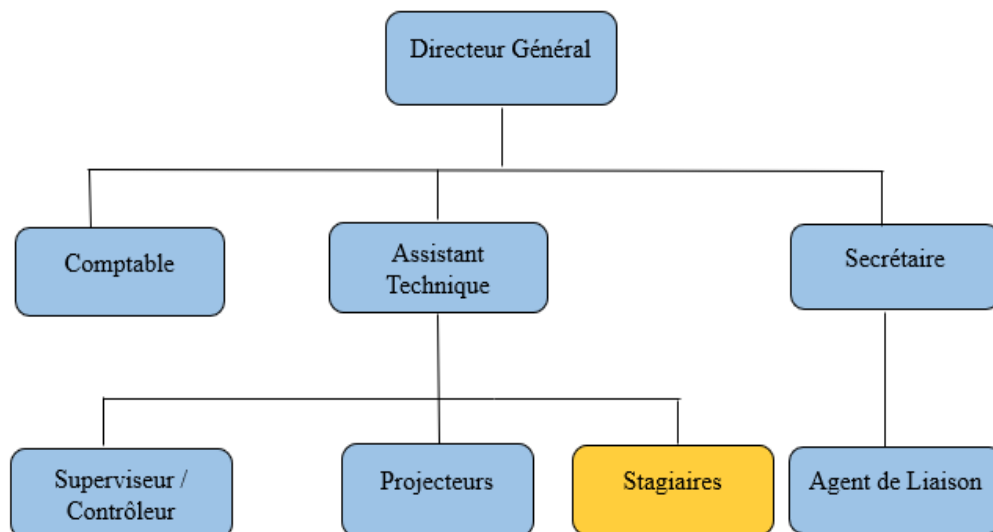 Directeur Général
Comptable
Assistant
Technique
Secrétaire
Superviseur /
Contrôleur
Projecteurs
Stagiaires
Agent de Liaison